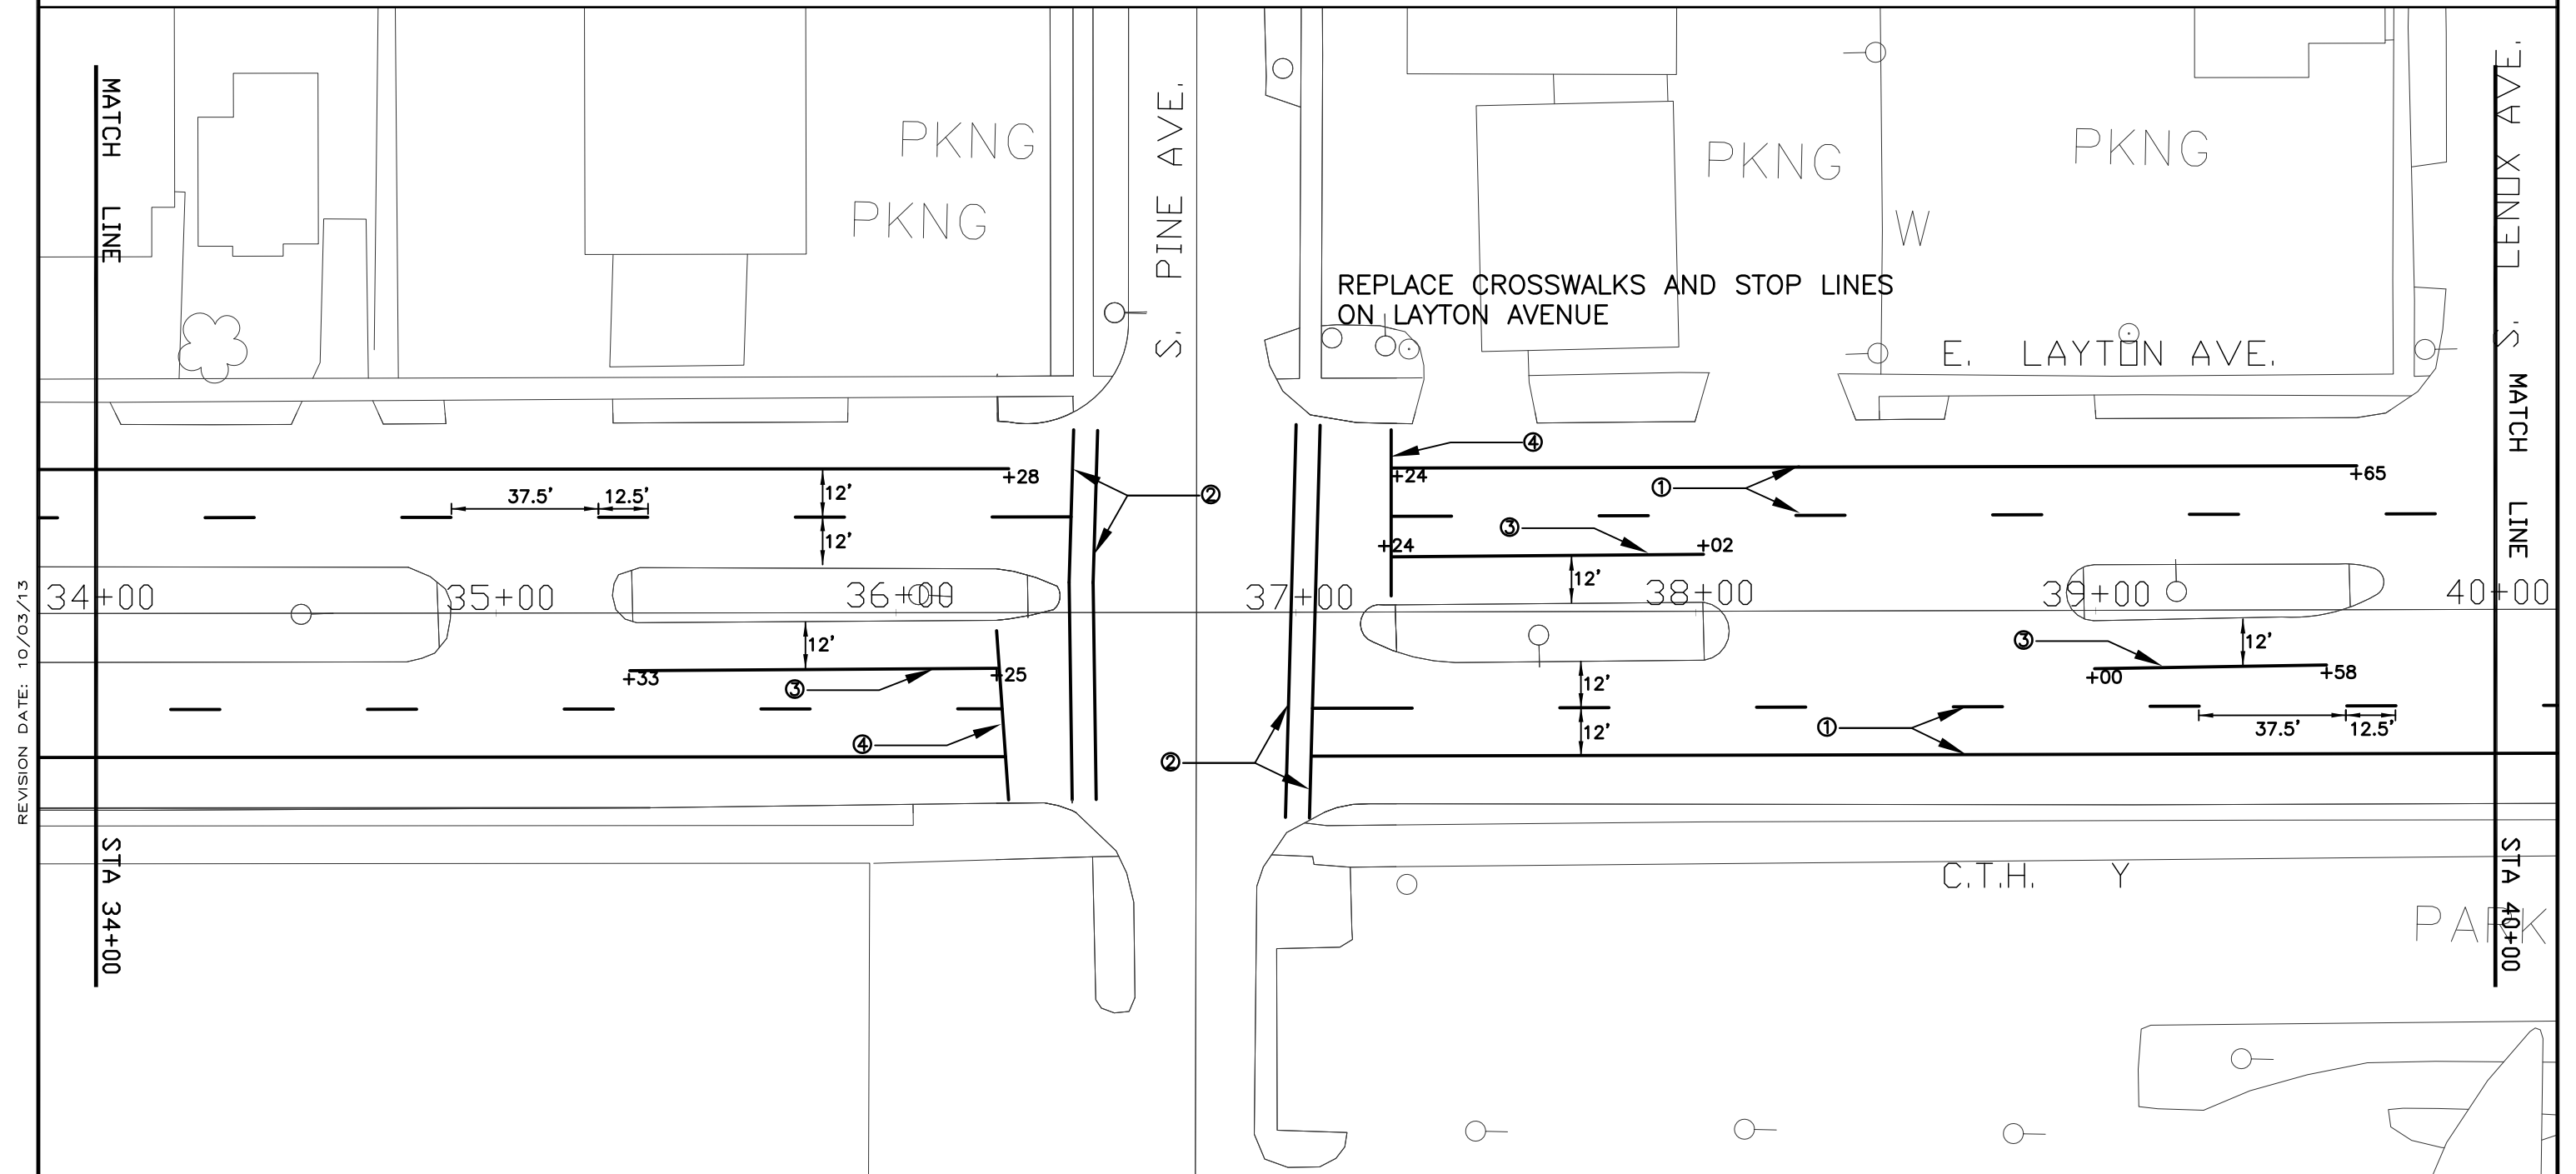 MATCH LINE
STA 34+00
REVISION DATE: 10/03/13
PKNG
PKNG
S. PINE AVE.
PKNG
PKNG
W
REPLACE CROSSWALKS AND STOP LINES
ON LAYTON AVENUE
E. LAYTON AVE.
S. LENOX AVE.
MATCH LINE
STA 40+00
+28
37.5'
12.5'
12'
12'
②
④
+24
①
+65
③
+24
+02
12'
34+00
35+00
36+00
37+00
38+00
39+00
40+00
12'
+33
③
+25
④
②
12'
12'
③
12'
+00
+58
①
37.5'
12.5'
C.T.H. Y
PARK